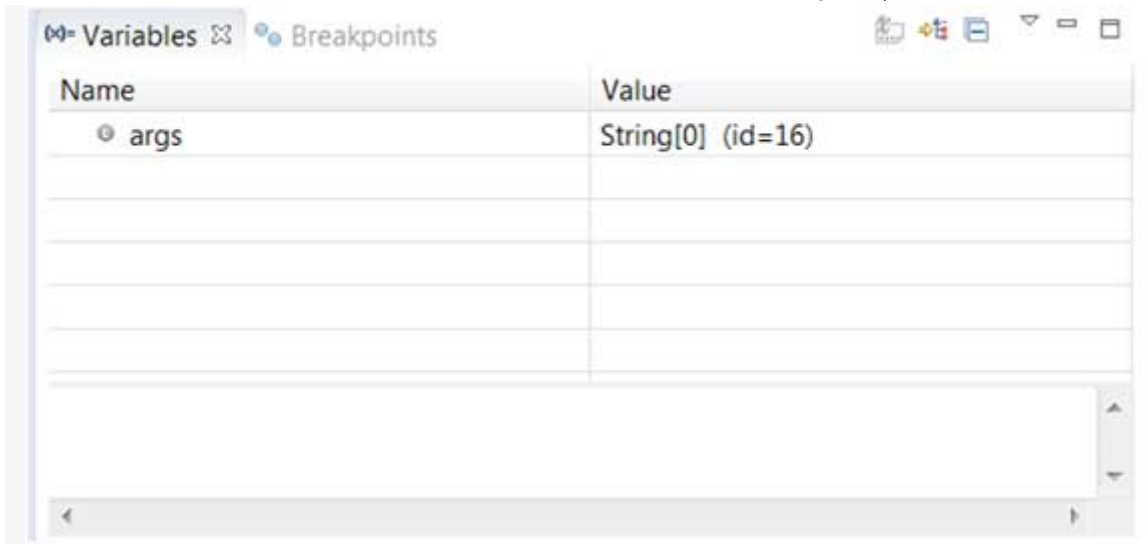 (x)= Variables Breakpoints
Name Value
args String[0] (id=16)